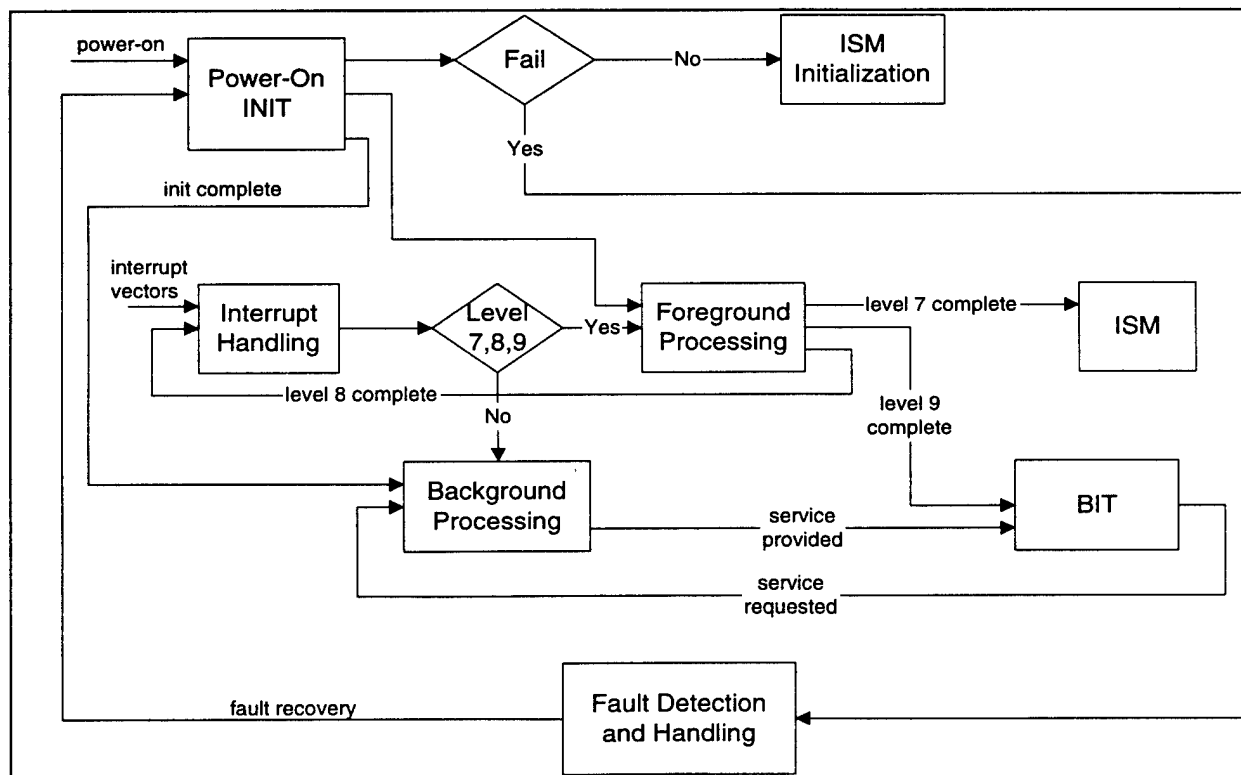 power-on
Power-On
INIT
Fail
No
ISM
Initialization
Yes
init complete
interrupt
vectors
Interrupt
Handling
Level
7,8,9
Yes
Foreground
Processing
level 7 complete
ISM
level 8 complete
No
level 9
complete
Background
Processing
service
provided
BIT
service
requested
fault recovery
Fault Detection
and Handling